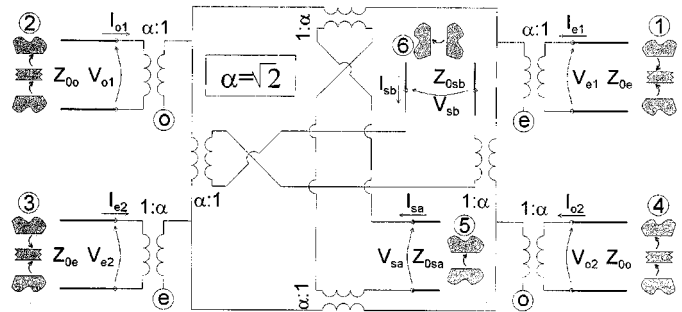 ② I_o1 α:1
Z_0o V_o1
o
1:α
α=√2
⑥
I_sb Z_0sb
V_sb
α:1 I_e1 ①
V_e1 Z_0e
e
α:1
1:α
③ I_e2 1:α
Z_0e V_e2
e
I_sa
⑤
V_sa Z_0sa
α:1
I_o2 ④
1:α
V_o2 Z_0o
o